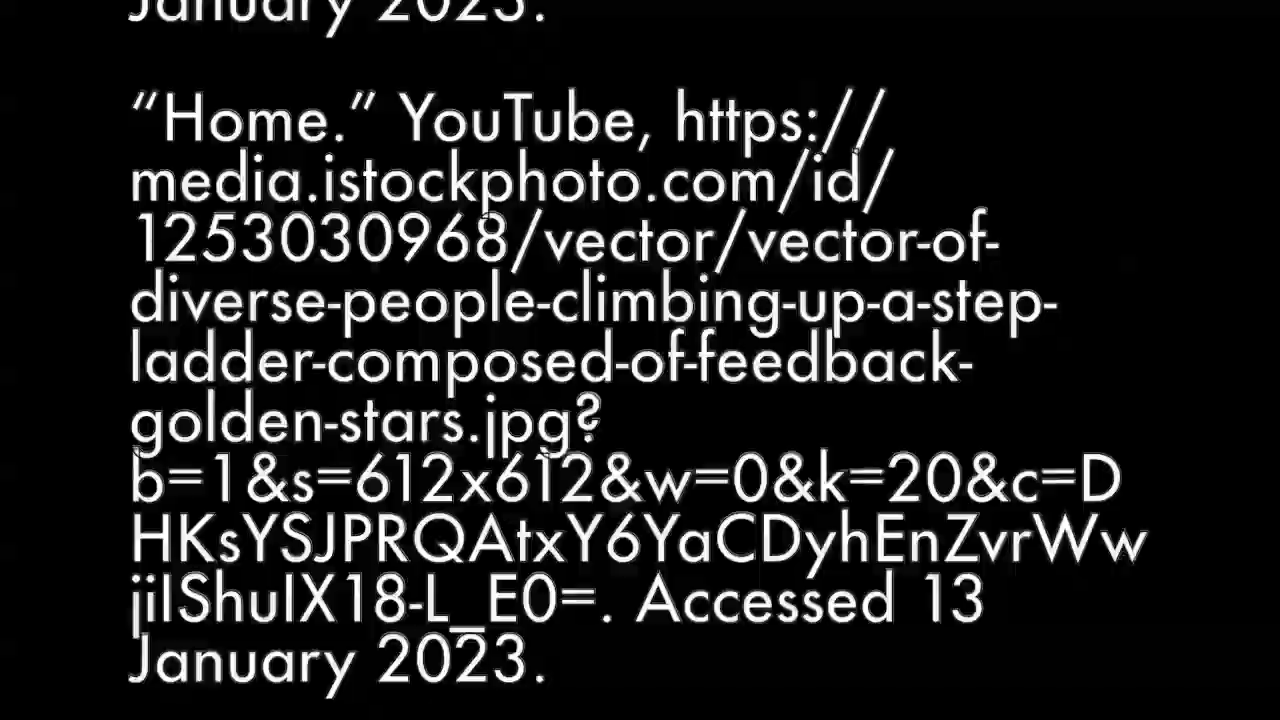 January 2023.
“Home.” YouTube, https://
media.istockphoto.com/id/
1253030968/vector/vector-of-
diverse-people-climbing-up-a-step-
ladder-composed-of-feedback-
golden-stars.jpg?
b=1&s=612x612&w=0&k=20&c=D
HKsYSJPRQAtxY6YaCDyhEnZvrWw
jiIShuIX18-L_E0=. Accessed 13
January 2023.